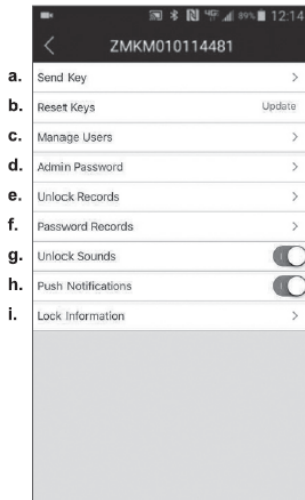 89% 12:14
ZMKM010114481
a. Send Key
b. Reset Keys Update
c. Manage Users
d. Admin Password
e. Unlock Records
f. Password Records
g. Unlock Sounds
h. Push Notifications
i. Lock Information